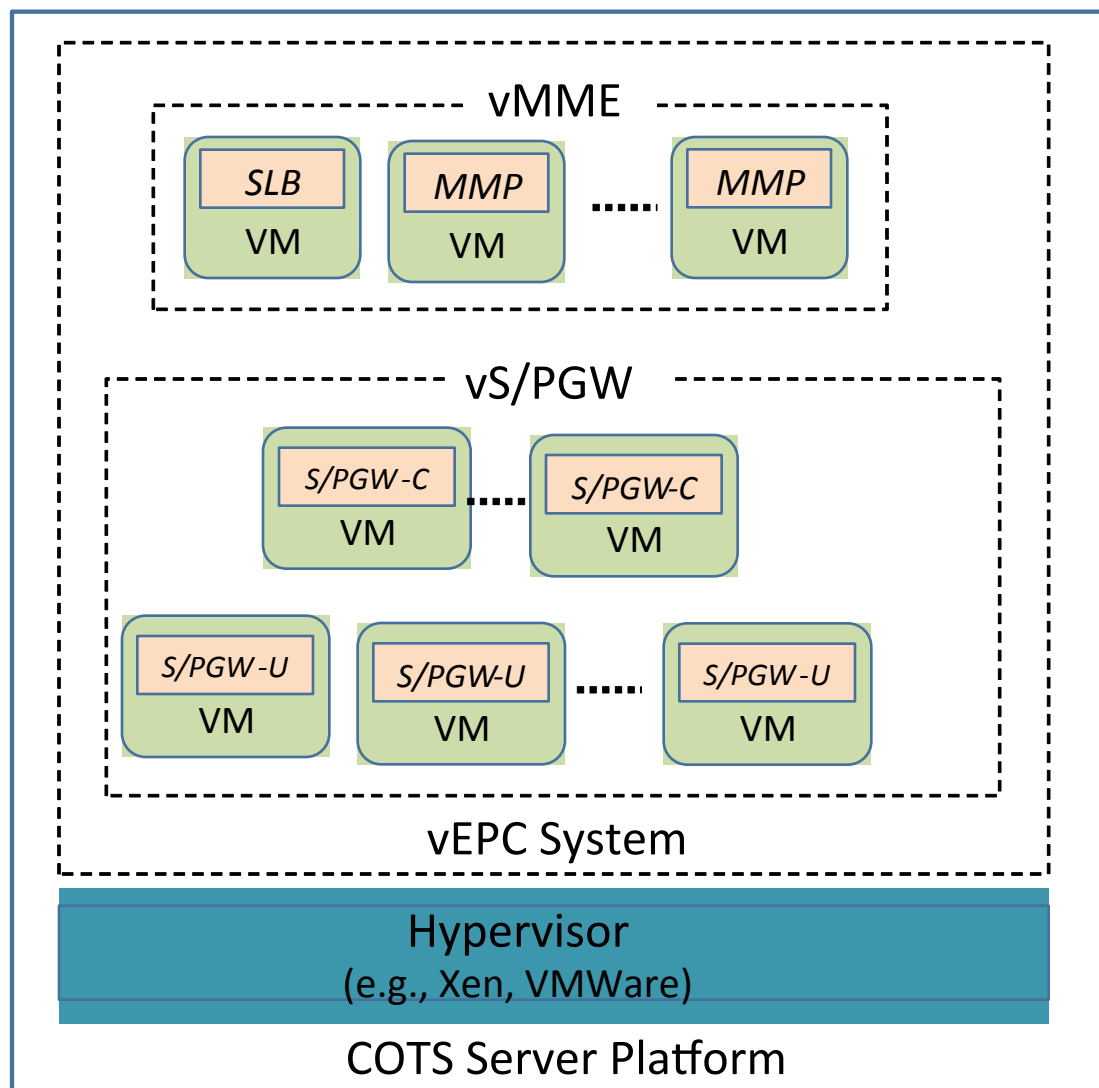 vMME
SLB
VM
MMP
VM
MMP
VM
vS/PGW
S/PGW-C
VM
S/PGW-C
VM
S/PGW-U
VM
S/PGW-U
VM
S/PGW-U
VM
vEPC System
Hypervisor
(e.g., Xen, VMWare)
COTS Server Platform